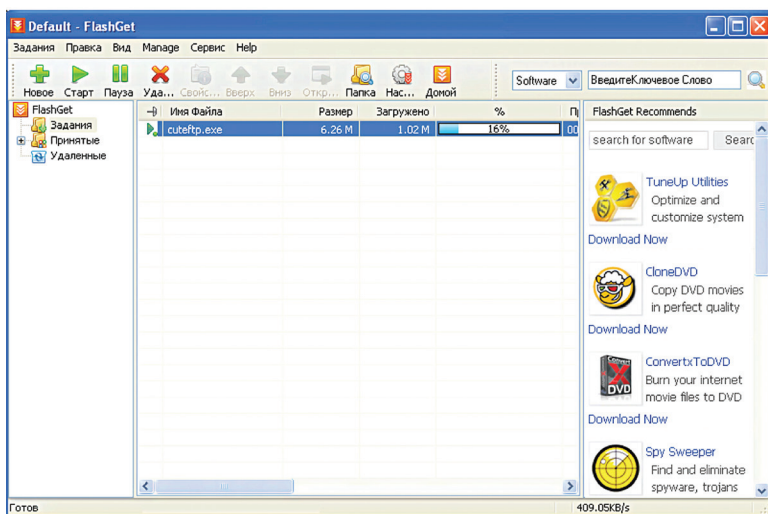 Default - FlashGet
Задания Правка Вид Manage Сервис Help
Новое Старт Пауза Уда... Свойс... Вверх Вниз Откр... Папка Нас... Домой
Software ВведитеКлючевое Слово
FlashGet
Задания
Принятые
Удаленные
Имя Файла Размер Загружено %
cuteftp.exe 6.26 M 1.02 M 16% 00
FlashGet Recommends
search for software Searc
TuneUp Utilities
Optimize and
customize system
Download Now
CloneDVD
Copy DVD movies
in perfect quality
Download Now
ConvertxToDVD
Burn your internet
movie files to DVD
Download Now
Spy Sweeper
Find and eliminate
spyware, trojans
Готов 409.05KB/s